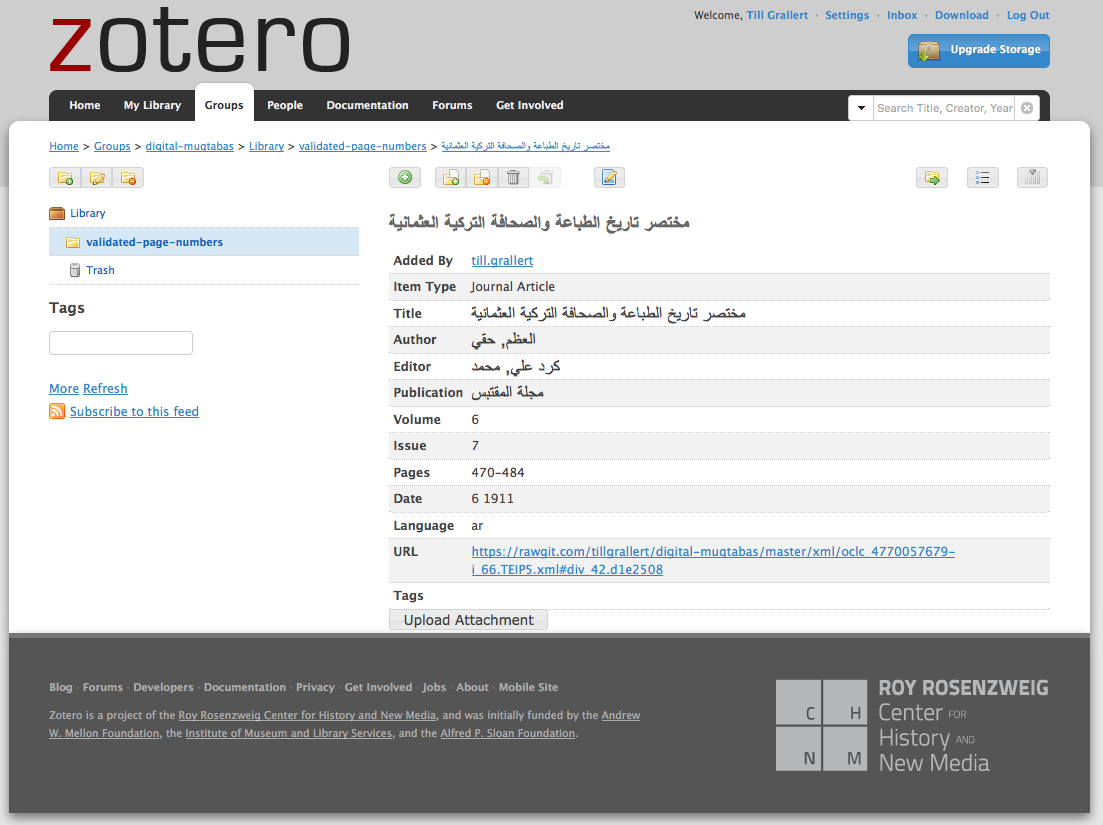 zotero
Welcome, Till Grallert · Settings · Inbox · Download · Log Out
Upgrade Storage
Home My Library Groups People Documentation Forums Get Involved
Search Title, Creator, Year
Home > Groups > digital-muqtabas > Library > validated-page-numbers > مختصر تاريخ الطباعة والصحافة التركية العثمانية
Library
validated-page-numbers
Trash
Tags
More Refresh
Subscribe to this feed
مختصر تاريخ الطباعة والصحافة التركية العثمانية
Added By till.grallert
Item Type Journal Article
Title مختصر تاريخ الطباعة والصحافة التركية العثمانية
Author العظم, حقي
Editor كرد علي, محمد
Publication مجلة المقتبس
Volume 6
Issue 7
Pages 470-484
Date 6 1911
Language ar
URL https://rawgit.com/tillgrallert/digital-muqtabas/master/xml/oclc_4770057679-
i_66.TEIP5.xml#div_42.d1e2508
Tags
Upload Attachment
Blog · Forums · Developers · Documentation · Privacy · Get Involved · Jobs · About · Mobile Site
Zotero is a project of the Roy Rosenzweig Center for History and New Media, and was initially funded by the Andrew
W. Mellon Foundation, the Institute of Museum and Library Services, and the Alfred P. Sloan Foundation.
C H
N M
ROY ROSENZWEIG
Center FOR
History AND
New Media